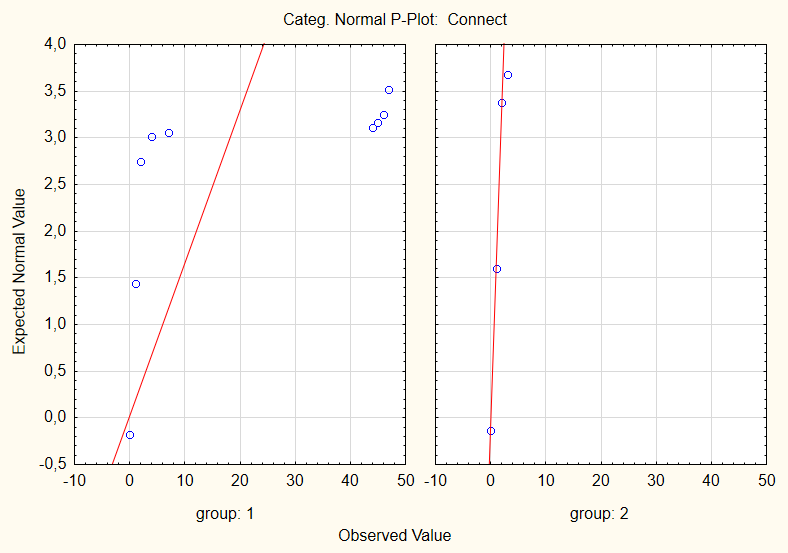 Categ. Normal P-Plot:  Connect
Expected Normal Value
4,0
3,5
3,0
2,5
2,0
1,5
1,0
0,5
0,0
-0,5
-10 0 10 20 30 40 50
-10 0 10 20 30 40 50
group: 1
group: 2
Observed Value